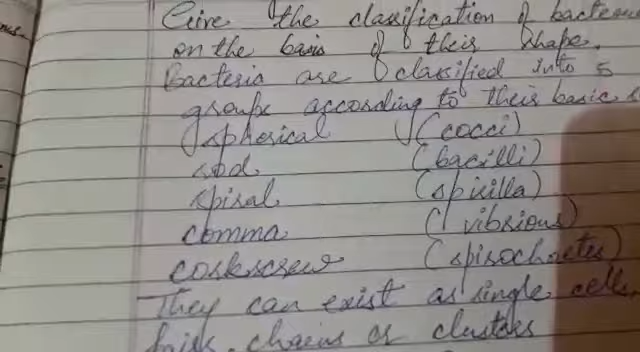 Give the classification of bacteria
on the basis of their shape.
Bacteria are classified into 5
groups according to their basic s
spherical (cocci)
rod (bacilli)
spiral (spirilla)
comma (vibrious)
corkscrew (spirochaetes)
They can exist as single cells,
pairs, chains or clusters